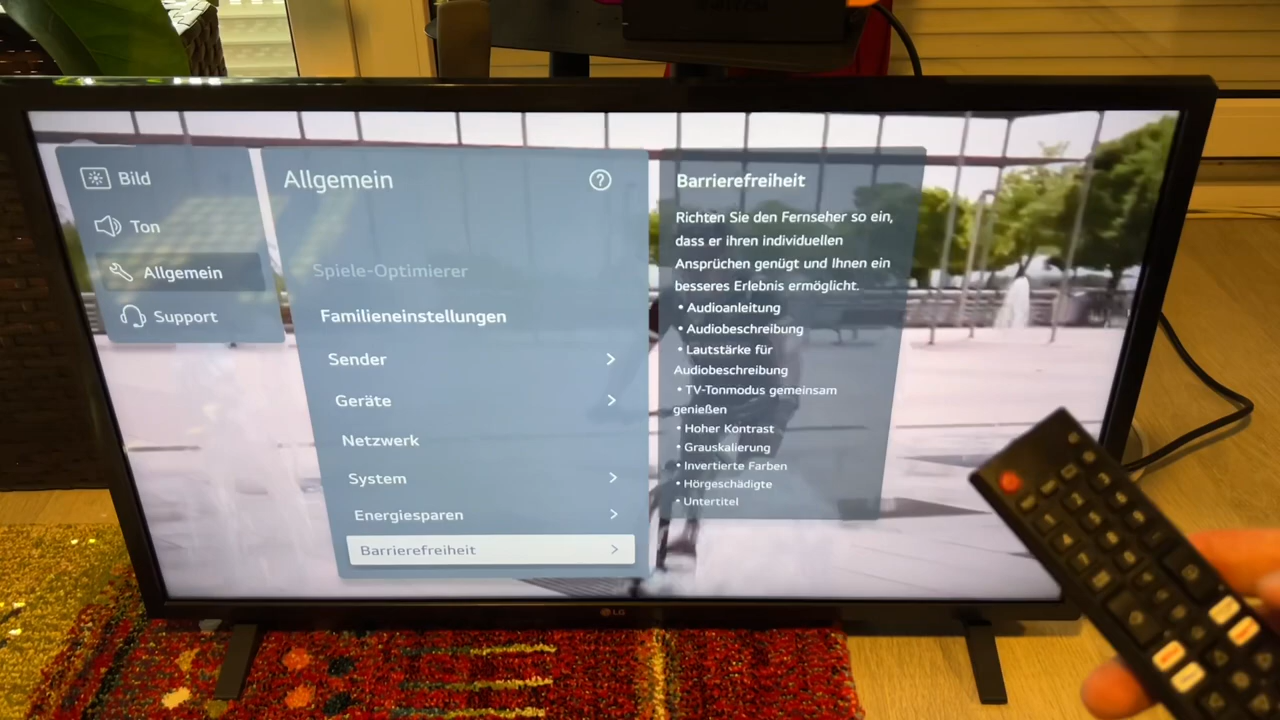 Bild
Ton
Allgemein
Support
Allgemein
?
Spiele-Optimierer
Familieneinstellungen
Sender
Geräte
Netzwerk
System
Energiesparen
Barrierefreiheit
Barrierefreiheit
Richten Sie den Fernseher so ein,
dass er ihren individuellen
Ansprüchen genügt und Ihnen ein
besseres Erlebnis ermöglicht.
• Audioanleitung
• Audiobeschreibung
• Lautstärke für
Audiobeschreibung
• TV-Tonmodus gemeinsam
genießen
• Hoher Kontrast
• Grauskalierung
• Invertierte Farben
• Hörgeschädigte
• Untertitel
LG